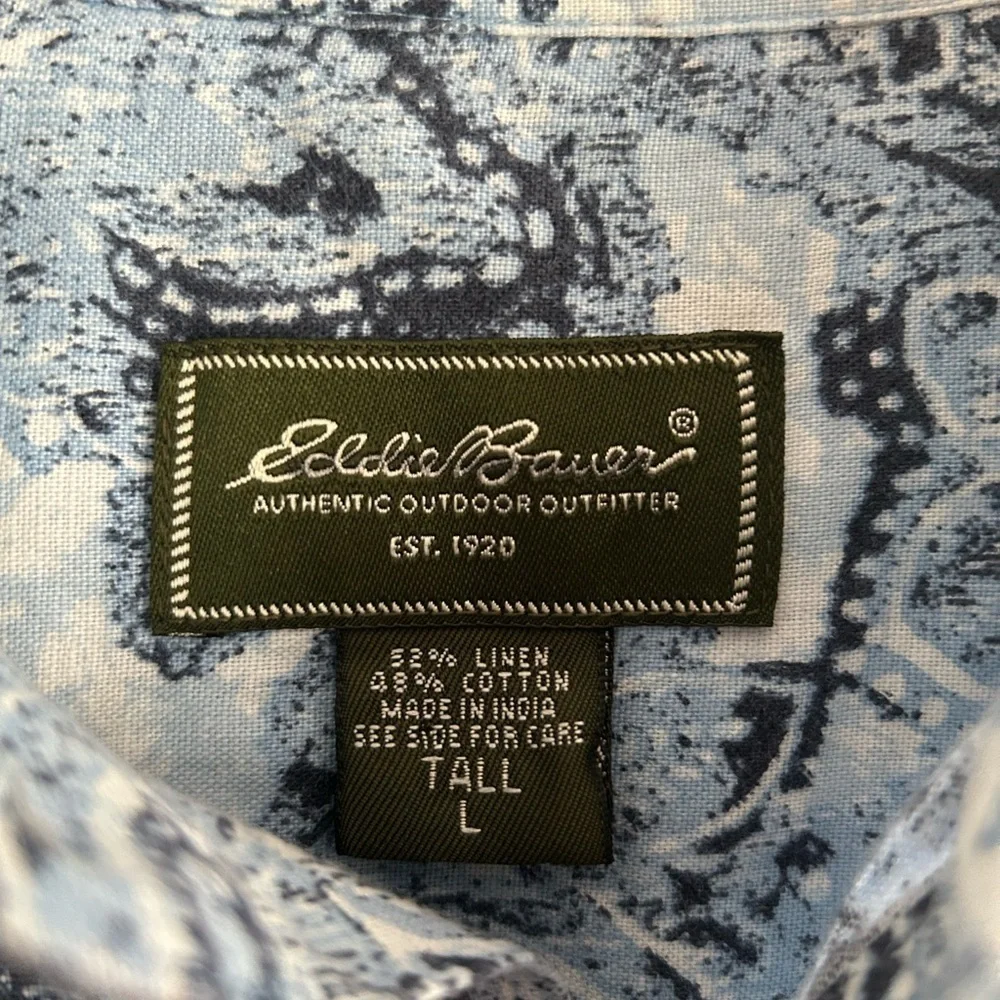 Eddie Bauer®
AUTHENTIC OUTDOOR OUTFITTER
EST. 1920
52% LINEN
48% COTTON
MADE IN INDIA
SEE SIDE FOR CARE
TALL
L